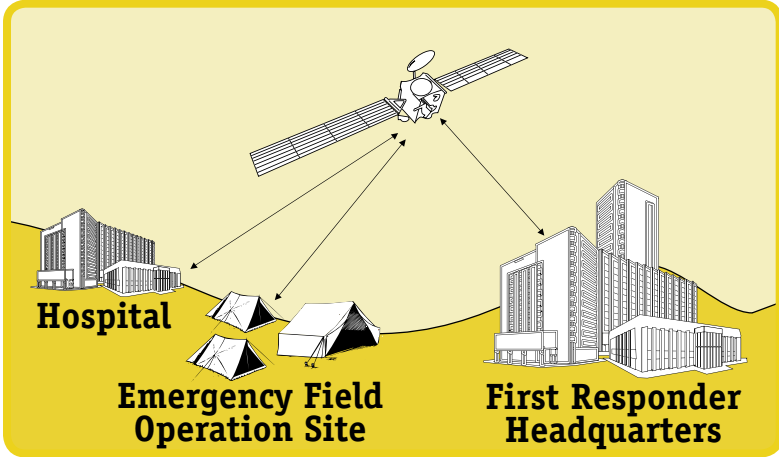 Hospital
Emergency Field
Operation Site
First Responder
Headquarters